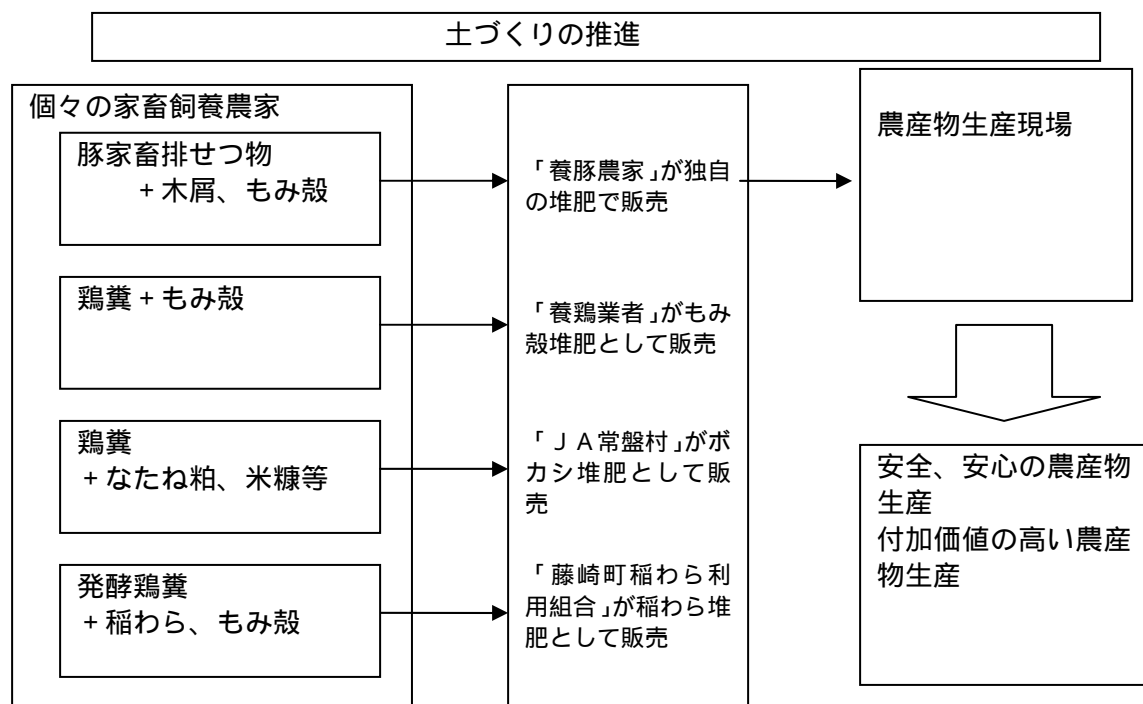 土づくりの推進
個々の家畜飼養農家
豚家畜排せつ物
+木屑、もみ殻
鶏糞+もみ殻
鶏糞
+なたね粕、米糠等
発酵鶏糞
+稲わら、もみ殻
「養豚農家」が独自
の堆肥で販売
「養鶏業者」がもみ
殻堆肥として販売
「JA常盤村」がボ
カシ堆肥として販
売
「藤崎町稲わら利
用組合」が稲わら堆
肥として販売
農産物生産現場
安全、安心の農産物
生産
付加価値の高い農産
物生産